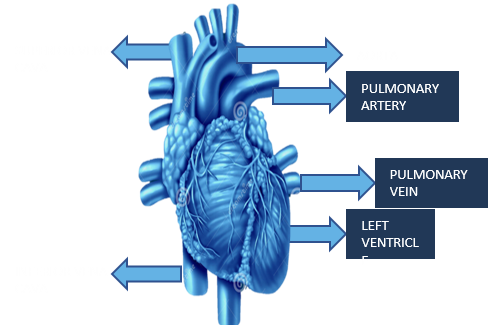 PULMONARY
ARTERY
PULMONARY
VEIN
LEFT
VENTRICL